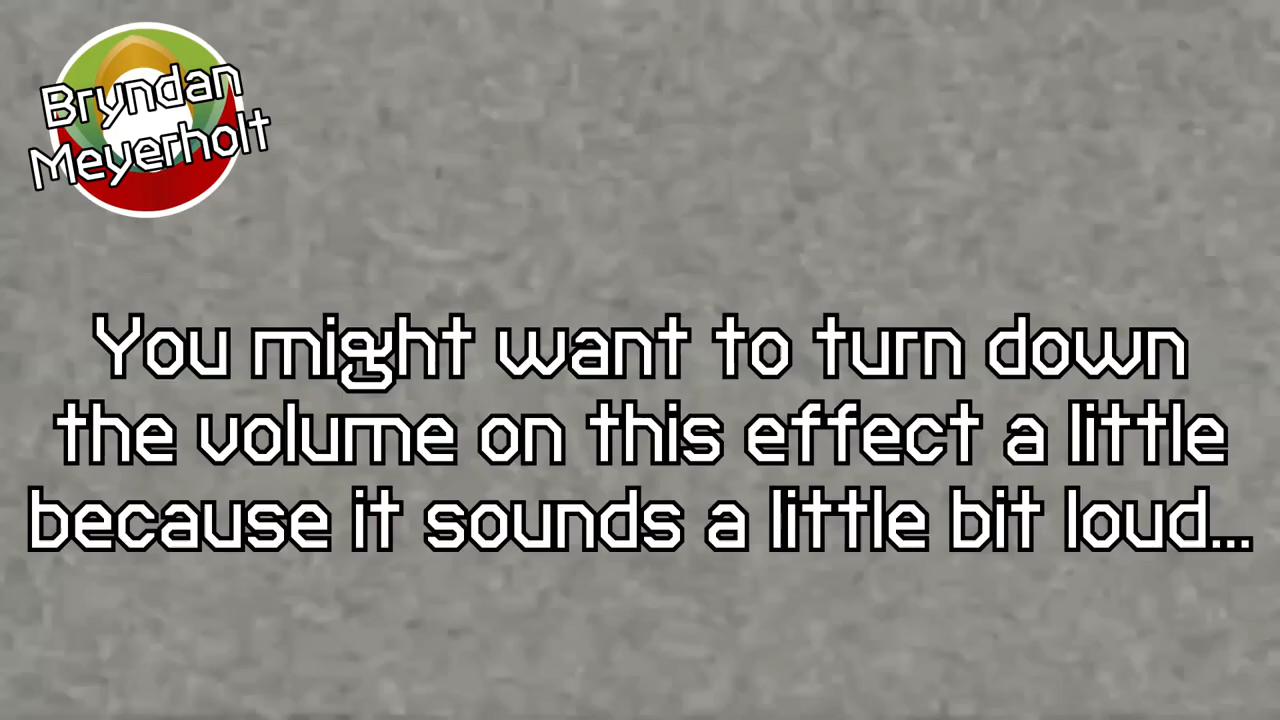 Bryndan
Meyerholt
You might want to turn down
the volume on this effect a little
because it sounds a little bit loud...